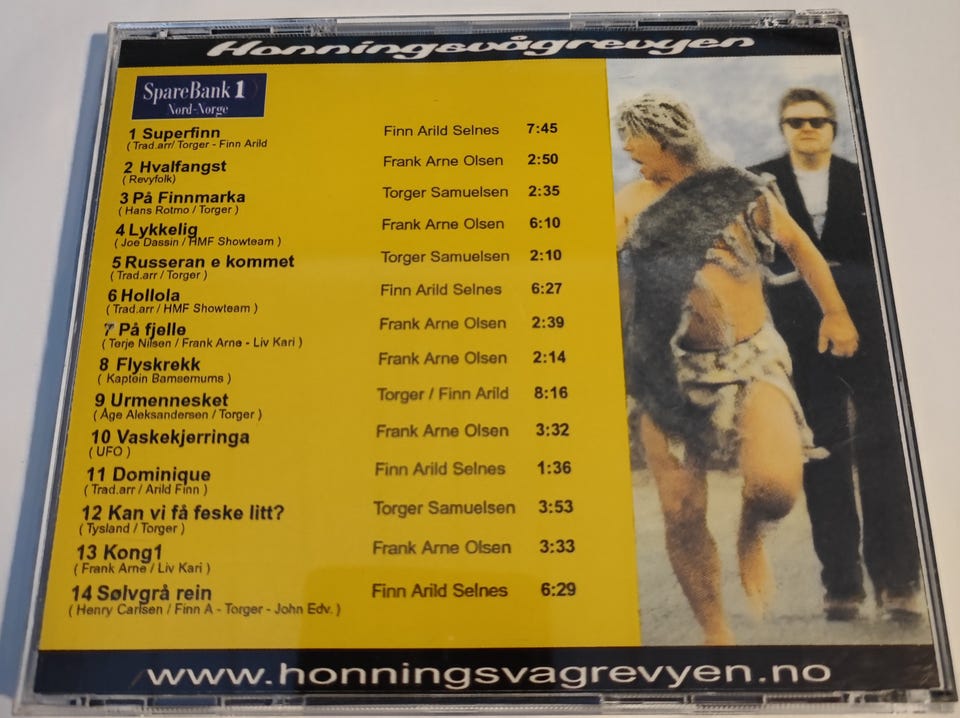 Honningsvågrevyen
SpareBank 1
Nord-Norge
1 Superfinn Finn Arild Selnes 7:45
( Trad.arr/ Torger - Finn Arild
2 Hvalfangst Frank Arne Olsen 2:50
( Revyfolk)
3 På Finnmarka Torger Samuelsen 2:35
( Hans Rotmo / Torger )
4 Lykkelig Frank Arne Olsen 6:10
( Joe Dassin / HMF Showteam )
5 Russeran e kommet Torger Samuelsen 2:10
( Trad.arr / Torger )
6 Hollola Finn Arild Selnes 6:27
( Trad.arr / HMF Showteam )
7 På fjelle Frank Arne Olsen 2:39
( Terje Nilsen / Frank Arne - Liv Kari )
8 Flyskrekk Frank Arne Olsen 2:14
( Kaptein Bamsemums )
9 Urmennesket Torger / Finn Arild 8:16
( Åge Aleksandersen / Torger )
10 Vaskekjerringa Frank Arne Olsen 3:32
( UFO )
11 Dominique Finn Arild Selnes 1:36
( Trad.arr / Arild Finn )
12 Kan vi få feske litt? Torger Samuelsen 3:53
( Tysland / Torger )
13 Kong1 Frank Arne Olsen 3:33
( Frank Arne / Liv Kari )
14 Sølvgrå rein Finn Arild Selnes 6:29
( Henry Carlsen / Finn A - Torger - John Edv. )
www.honningsvagrevyen.no